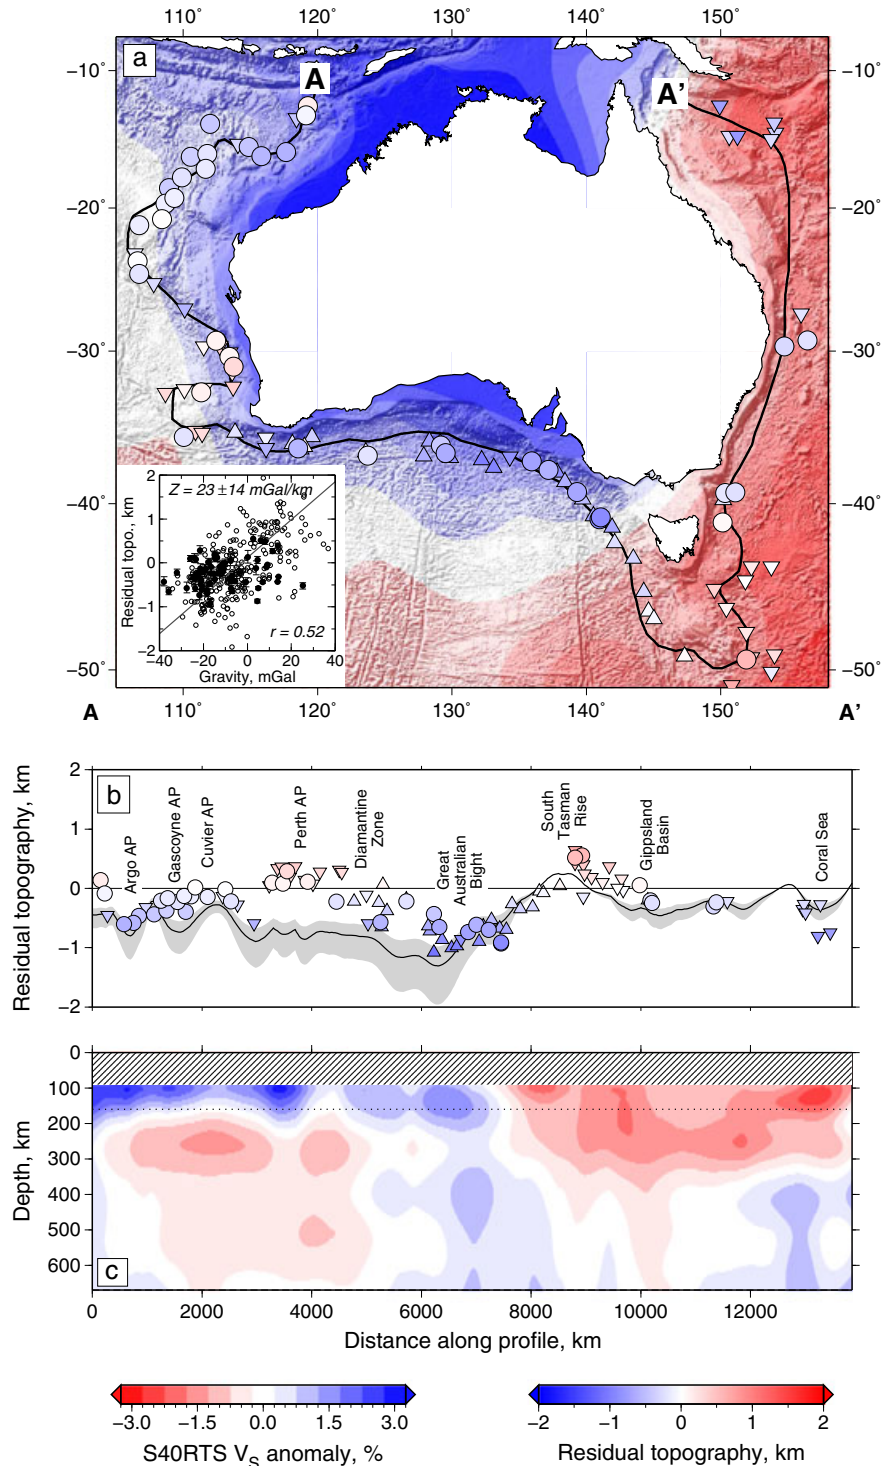 110° 120° 130° 140° 150°
a
A
A'
−10° −10°
−20° −20°
−30° −30°
−40° −40°
−50° −50°
Z = 23 ±14 mGal/km
r = 0.52
Residual topo., km
2
1
0
−1
−2
−40 −20 0 20 40
Gravity, mGal
A 110° 120° 130° 140° 150° A'
b
Residual topography, km
2
1
0
−1
−2
Argo AP
Gascoyne AP
Cuvier AP
Perth AP
Diamantine
Zone
Great
Australian
Bight
South
Tasman
Rise
Gippsland
Basin
Coral Sea
c
Depth, km
0
100
200
300
400
500
600
0 2000 4000 6000 8000 10000 12000
Distance along profile, km
−3.0 −1.5 0.0 1.5 3.0
S40RTS VS anomaly, %
−2 −1 0 1 2
Residual topography, km